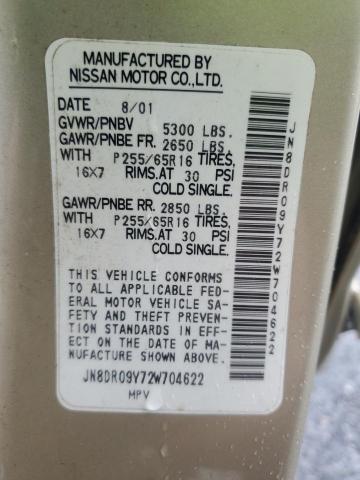 MANUFACTURED BY
NISSAN MOTOR CO.,LTD.
DATE 8/01
GVWR/PNBV 5300 LBS.
GAWR/PNBE FR. 2650 LBS.
WITH P255/65R16 TIRES,
16X7 RIMS.AT 30 PSI
COLD SINGLE.
GAWR/PNBE RR. 2850 LBS.
WITH P255/65R16 TIRES,
16X7 RIMS.AT 30 PSI
COLD SINGLE.
THIS VEHICLE CONFORMS
TO ALL APPLICABLE FED-
ERAL MOTOR VEHICLE SA-
FETY AND THEFT PREVEN-
TION STANDARDS IN EFF-
ECT ON THE DATE OF MA-
NUFACTURE SHOWN ABOVE.
JN8DR09Y72W704622
MPV
JN8DR09Y72W704622